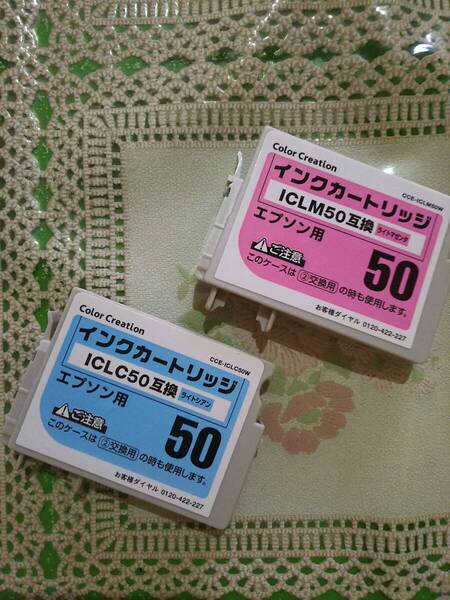 Color Creation
CCE-ICLM50W
インクカートリッジ
ICLM50互換 ライトマゼンタ
エプソン用
50
⚠ご注意
このケースは②交換用の時も使用します。
お客様ダイヤル 0120-422-227
Color Creation
CCE-ICLC50W
インクカートリッジ
ICLC50互換 ライトシアン
エプソン用
50
⚠ご注意
このケースは②交換用の時も使用します。
お客様ダイヤル 0120-422-227